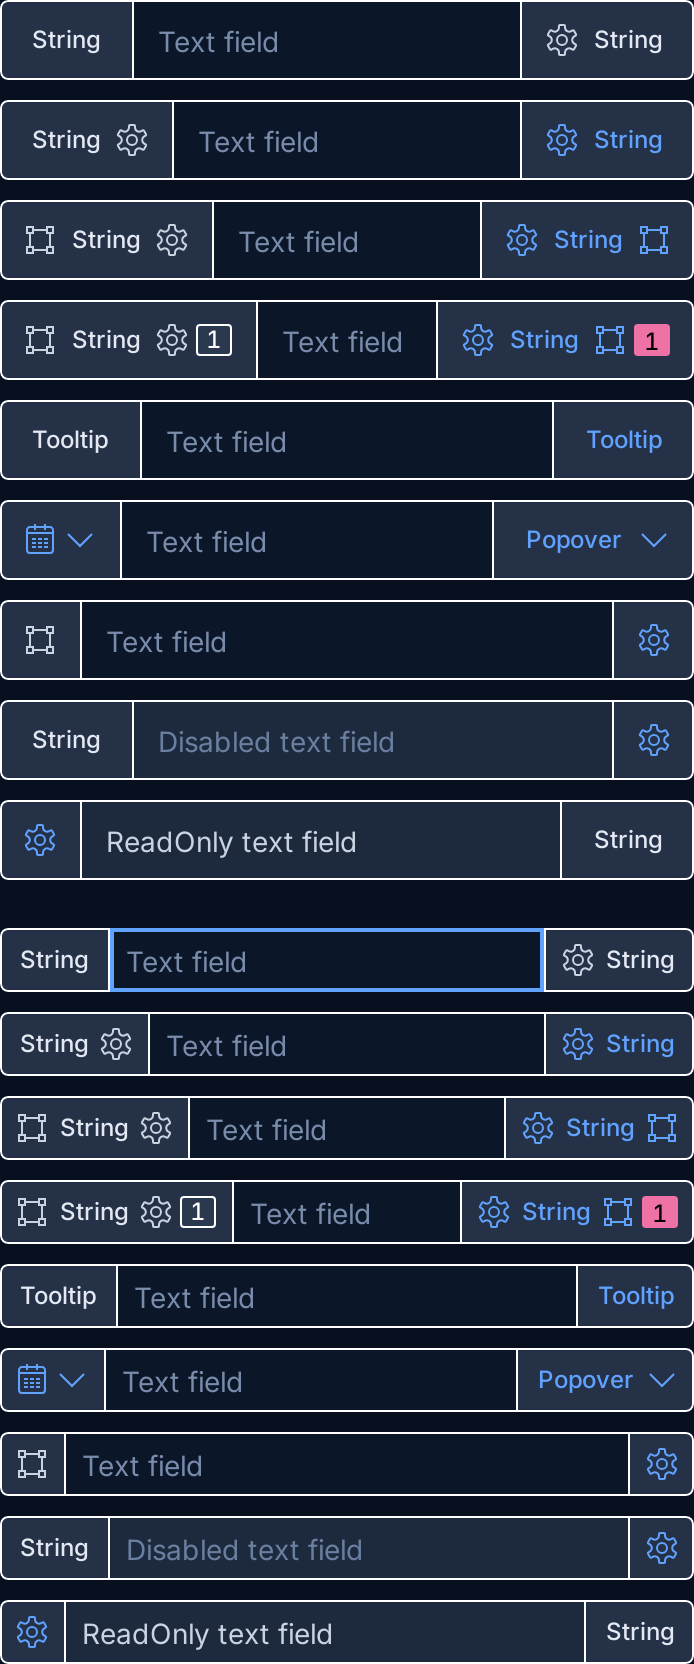 String Text field String
String Text field String
String Text field String
String 1 Text field String 1
Tooltip Text field Tooltip
Text field Popover
Text field
String Disabled text field
ReadOnly text field String
String Text field String
String Text field String
String Text field String
String 1 Text field String 1
Tooltip Text field Tooltip
Text field Popover
Text field
String Disabled text field
ReadOnly text field String